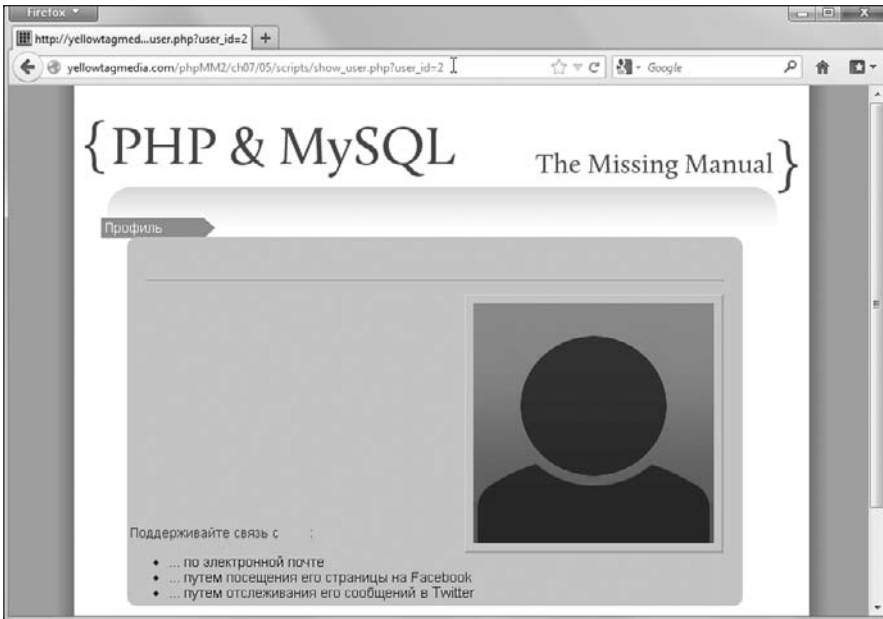 Firefox
http://yellowtagmed...user.php?user_id=2 +
yellowtagmedia.com/phpMM2/ch07/05/scripts/show_user.php?user_id=2
Google
{PHP & MySQL
The Missing Manual}
Профиль
Поддерживайте связь с :
• ... по электронной почте
• ... путем посещения его страницы на Facebook
• ... путем отслеживания его сообщений в Twitter